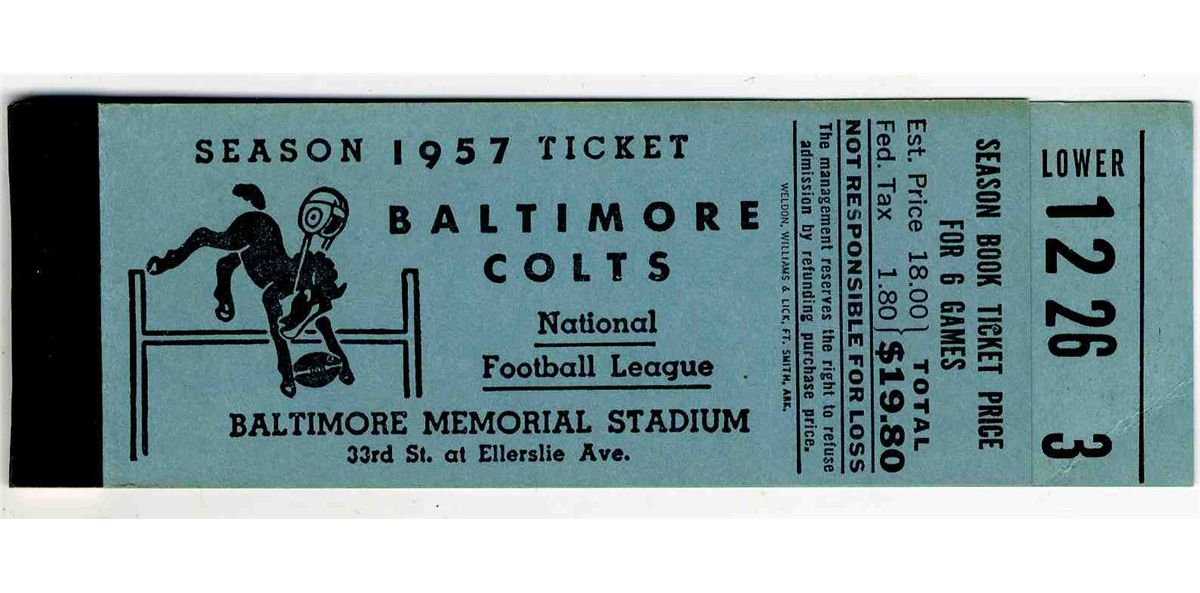 SEASON 1957 TICKET
BALTIMORE
COLTS
National
Football League
BALTIMORE MEMORIAL STADIUM
33rd St. at Ellerslie Ave.
SEASON BOOK TICKET PRICE
FOR 6 GAMES
Est. Price 18.00} TOTAL
Fed. Tax 1.80} $19.80
NOT RESPONSIBLE FOR LOSS
The management reserves the right to refuse
admission by refunding purchase price.
WELDON, WILLIAMS & LICK, FT. SMITH, ARK.
LOWER
12 26 3